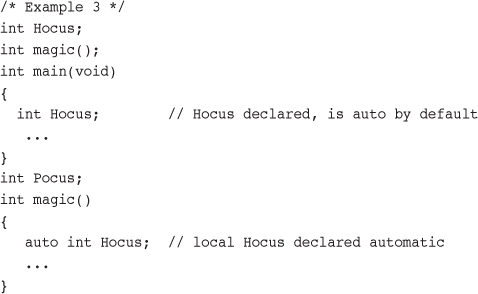 /* Example 3 */
int Hocus;
int magic();
int main(void)
{
  int Hocus;        // Hocus declared, is auto by default
   ...
}
int Pocus;
int magic()
{
   auto int Hocus;  // local Hocus declared automatic
   ...
}